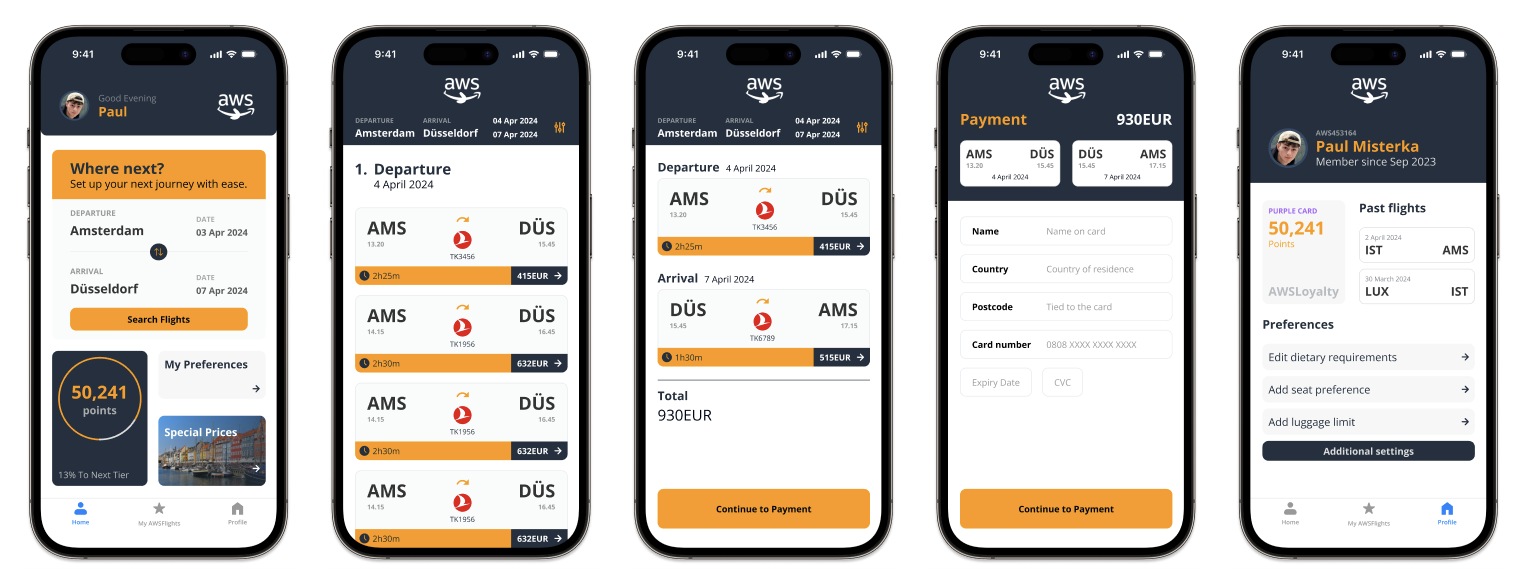 9:41
Good Evening
Paul
aws
Where next?
Set up your next journey with ease.
DEPARTURE
DATE
Amsterdam
03 Apr 2024
ARRIVAL
DATE
Düsseldorf
07 Apr 2024
Search Flights
50,241
points
13% To Next Tier
My Preferences
Special Prices
Home
My AWSFlights
Profile
9:41
aws
DEPARTURE
ARRIVAL
04 Apr 2024
Amsterdam
Düsseldorf
07 Apr 2024
1. Departure
4 April 2024
AMS
DÜS
13.20
15.45
TK3456
2h25m
415EUR
AMS
DÜS
14.15
16.45
TK1956
2h30m
632EUR
AMS
DÜS
14.15
16.45
TK1956
2h30m
632EUR
AMS
DÜS
14.15
16.45
TK1956
2h30m
632EUR
9:41
aws
DEPARTURE
ARRIVAL
04 Apr 2024
Amsterdam
Düsseldorf
07 Apr 2024
Departure 4 April 2024
AMS
DÜS
13.20
15.45
TK3456
2h25m
415EUR
Arrival 7 April 2024
DÜS
AMS
15.45
17.15
TK6789
1h30m
515EUR
Total
930EUR
Continue to Payment
9:41
aws
Payment
930EUR
AMS
DÜS
13.20
15.45
4 April 2024
DÜS
AMS
15.45
17.15
7 April 2024
Name
Name on card
Country
Country of residence
Postcode
Tied to the card
Card number
0808 XXXX XXXX XXXX
Expiry Date
CVC
Continue to Payment
9:41
aws
AWS453164
Paul Misterka
Member since Sep 2023
PURPLE CARD
50,241
Points
AWSLoyalty
Past flights
2 April 2024
IST
AMS
30 March 2024
LUX
IST
Preferences
Edit dietary requirements
Add seat preference
Add luggage limit
Additional settings
Home
My AWSFlights
Profile